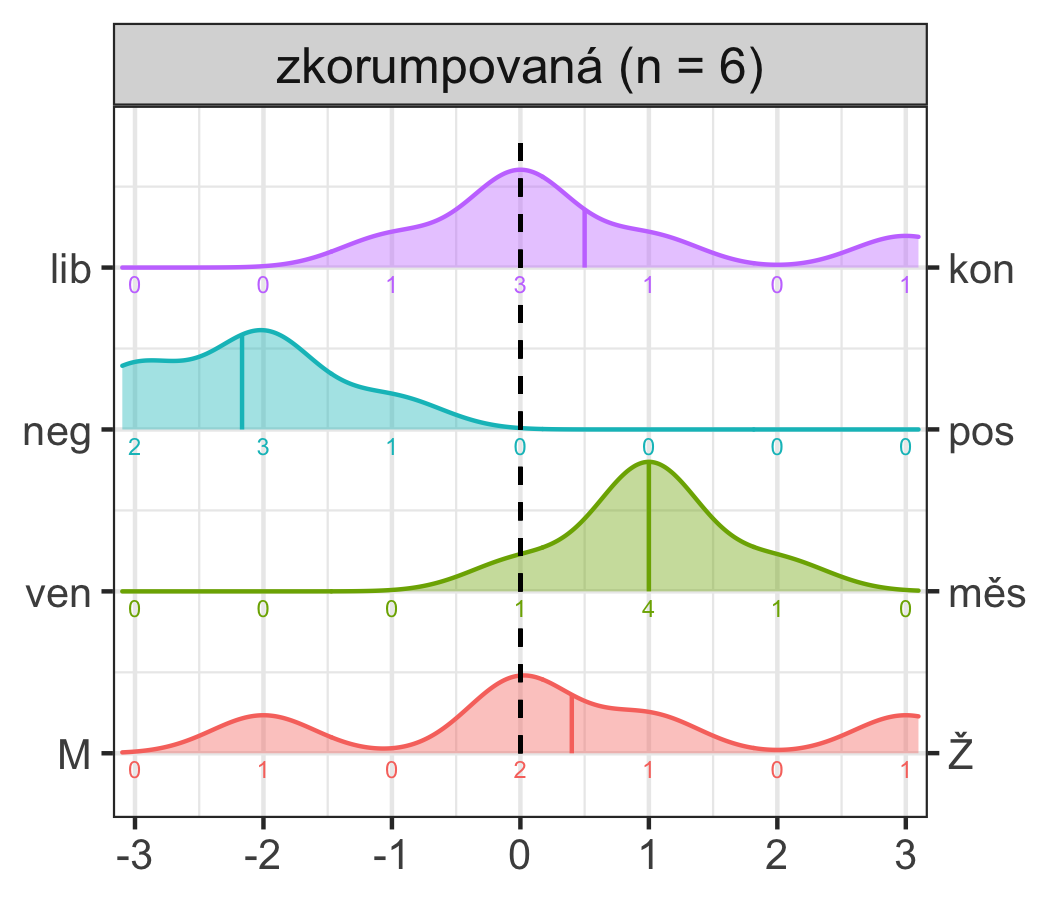 zkorumpovaná (n = 6)
lib kon
0 0 1 3 1 0 1
neg pos
2 3 1 0 0 0 0
ven měs
0 0 0 1 4 1 0
M Ž
0 1 0 2 1 0 1
-3 -2 -1 0 1 2 3